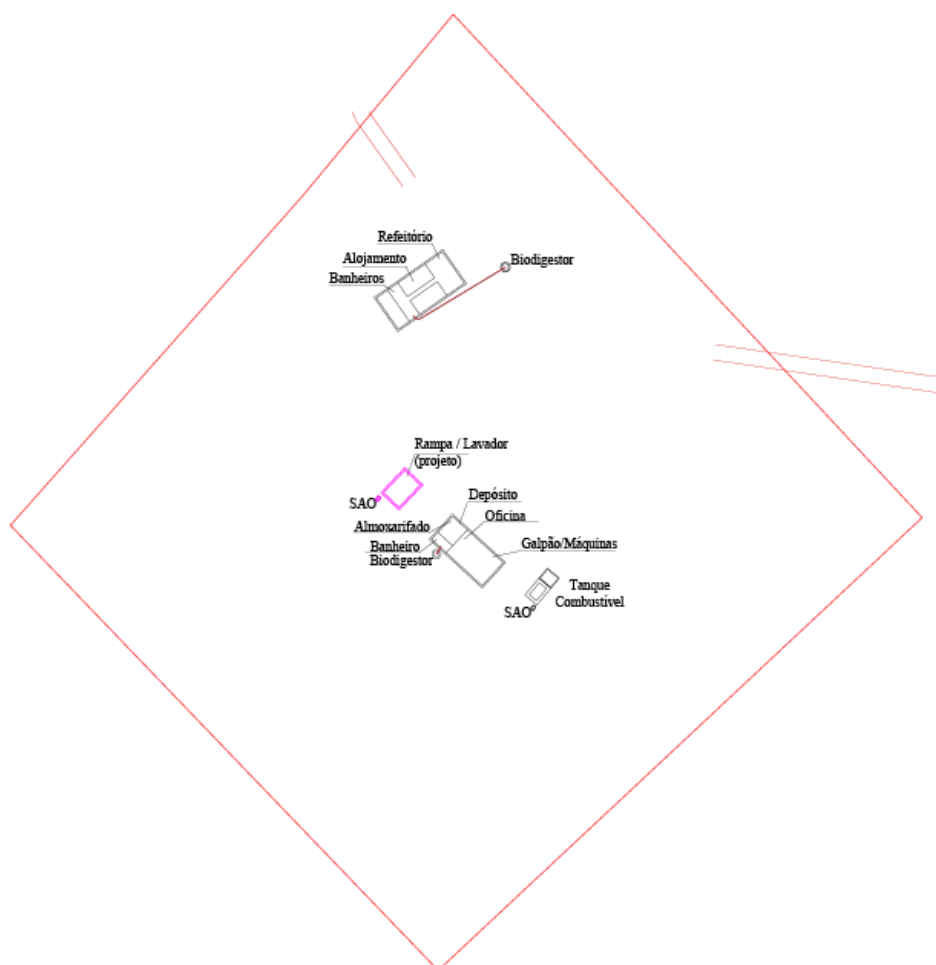 Refeitório
Alojamento
Biodigestor
Banheiros
Rampa / Lavador
(projeto)
SAO
Depósito
Oficina
Almoxarifado
Galpão/Máquinas
Banheiro
Biodigestor
Tanque
Combustível
SAO